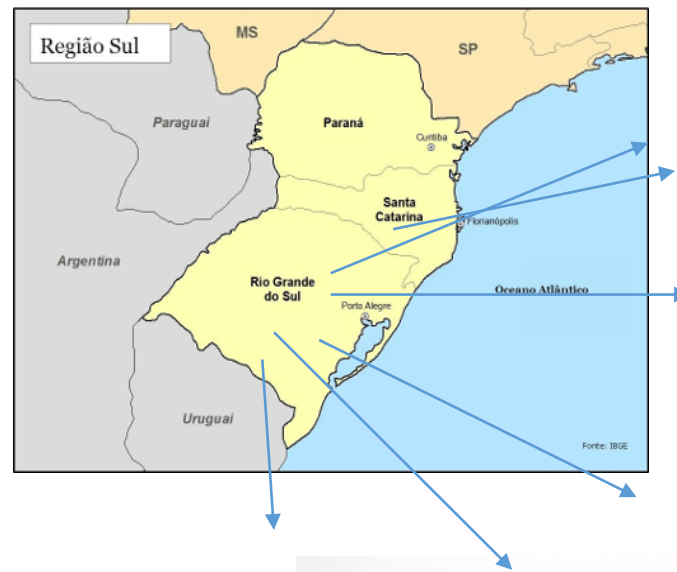 Região Sul
MS
SP
Paraguai
Paraná
Curitiba
Santa
Catarina
Florianópolis
Argentina
Rio Grande
do Sul
Oceano Atlântico
Porto Alegre
Uruguai
Fonte: IBGE